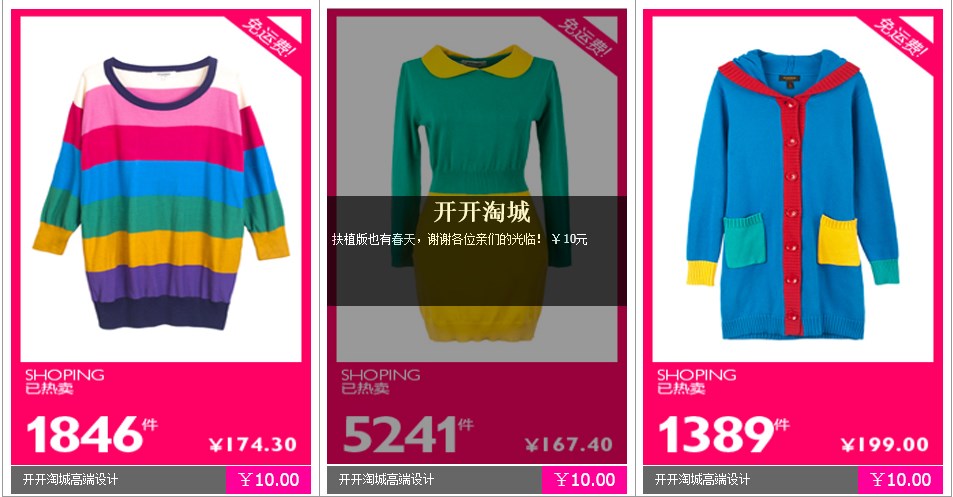 免运费!
SHOPING
已热卖
1846件
¥174.30
开开淘城高端设计
¥10.00
免运费!
开开淘城
扶植版也有春天，谢谢各位亲们的光临！¥10元
SHOPING
已热卖
5241件
¥167.40
开开淘城高端设计
¥10.00
免运费!
SHOPING
已热卖
1389件
¥199.00
开开淘城高端设计
¥10.00